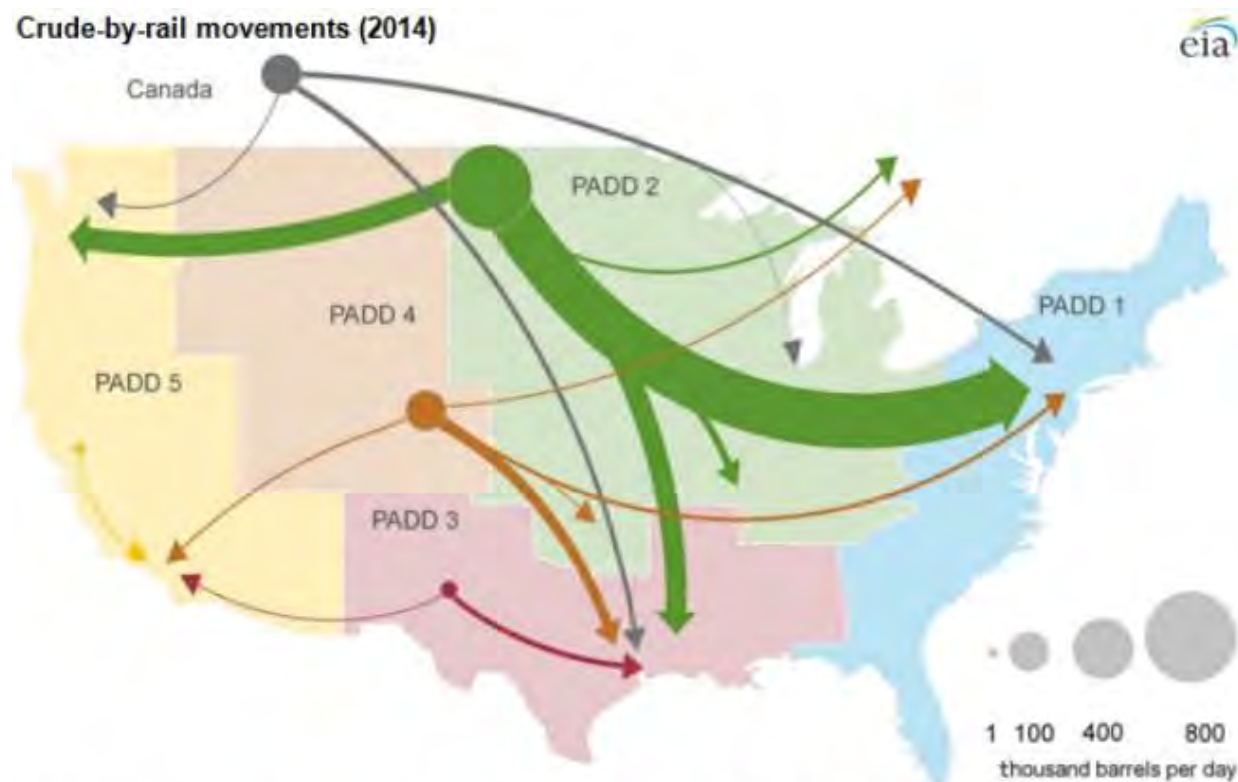 Crude-by-rail movements (2014)
eia
Canada
PADD 2
PADD 1
PADD 4
PADD 5
PADD 3
1 100 400 800
thousand barrels per day